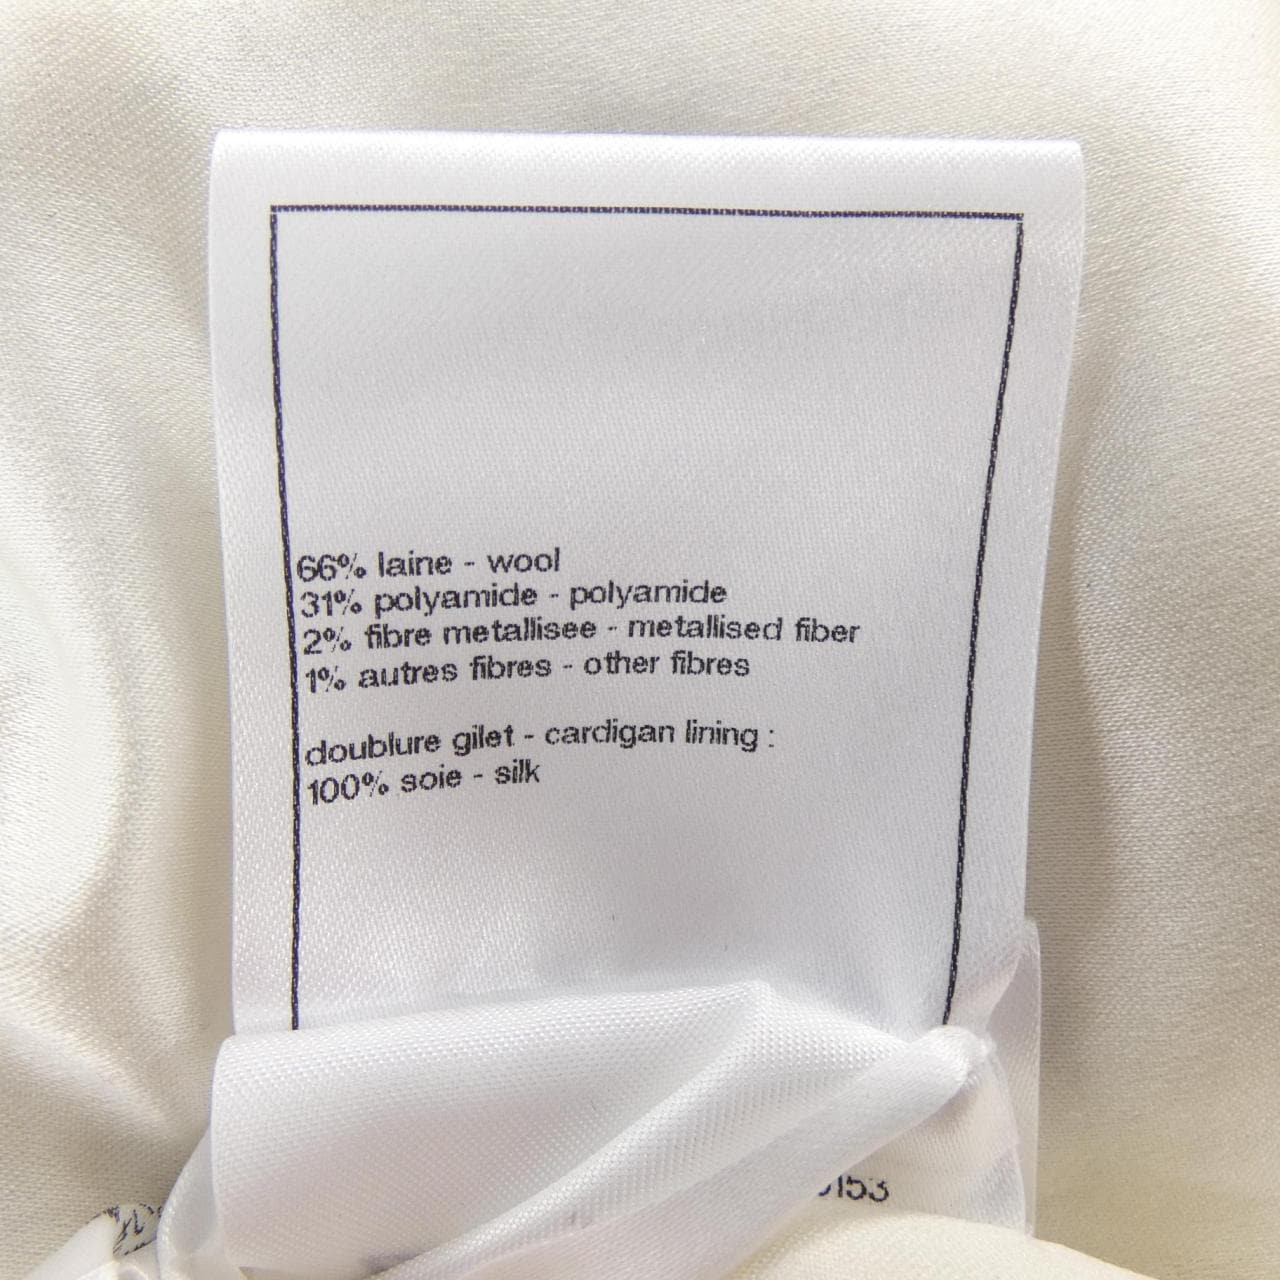 66% laine - wool
31% polyamide - polyamide
2% fibre metallisee - metallised fiber
1% autres fibres - other fibres
doublure gilet - cardigan lining :
100% soie - silk